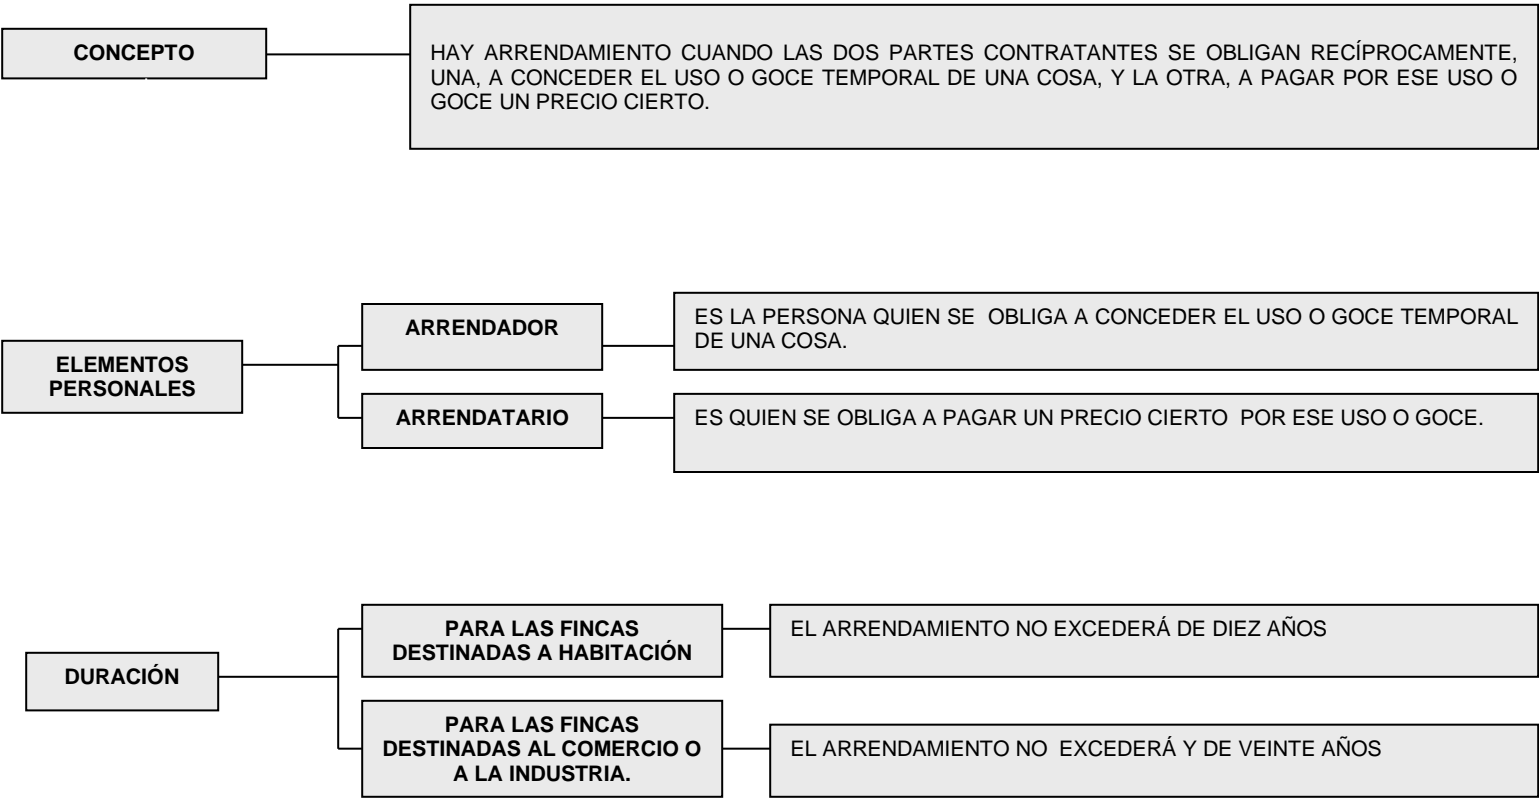 CONCEPTO
HAY ARRENDAMIENTO CUANDO LAS DOS PARTES CONTRATANTES SE OBLIGAN RECÍPROCAMENTE,
UNA, A CONCEDER EL USO O GOCE TEMPORAL DE UNA COSA, Y LA OTRA, A PAGAR POR ESE USO O
GOCE UN PRECIO CIERTO.
ELEMENTOS
PERSONALES
ARRENDADOR
ES LA PERSONA QUIEN SE OBLIGA A CONCEDER EL USO O GOCE TEMPORAL
DE UNA COSA.
ARRENDATARIO
ES QUIEN SE OBLIGA A PAGAR UN PRECIO CIERTO POR ESE USO O GOCE.
DURACIÓN
PARA LAS FINCAS
DESTINADAS A HABITACIÓN
EL ARRENDAMIENTO NO EXCEDERÁ DE DIEZ AÑOS
PARA LAS FINCAS
DESTINADAS AL COMERCIO O
A LA INDUSTRIA.
EL ARRENDAMIENTO NO EXCEDERÁ Y DE VEINTE AÑOS